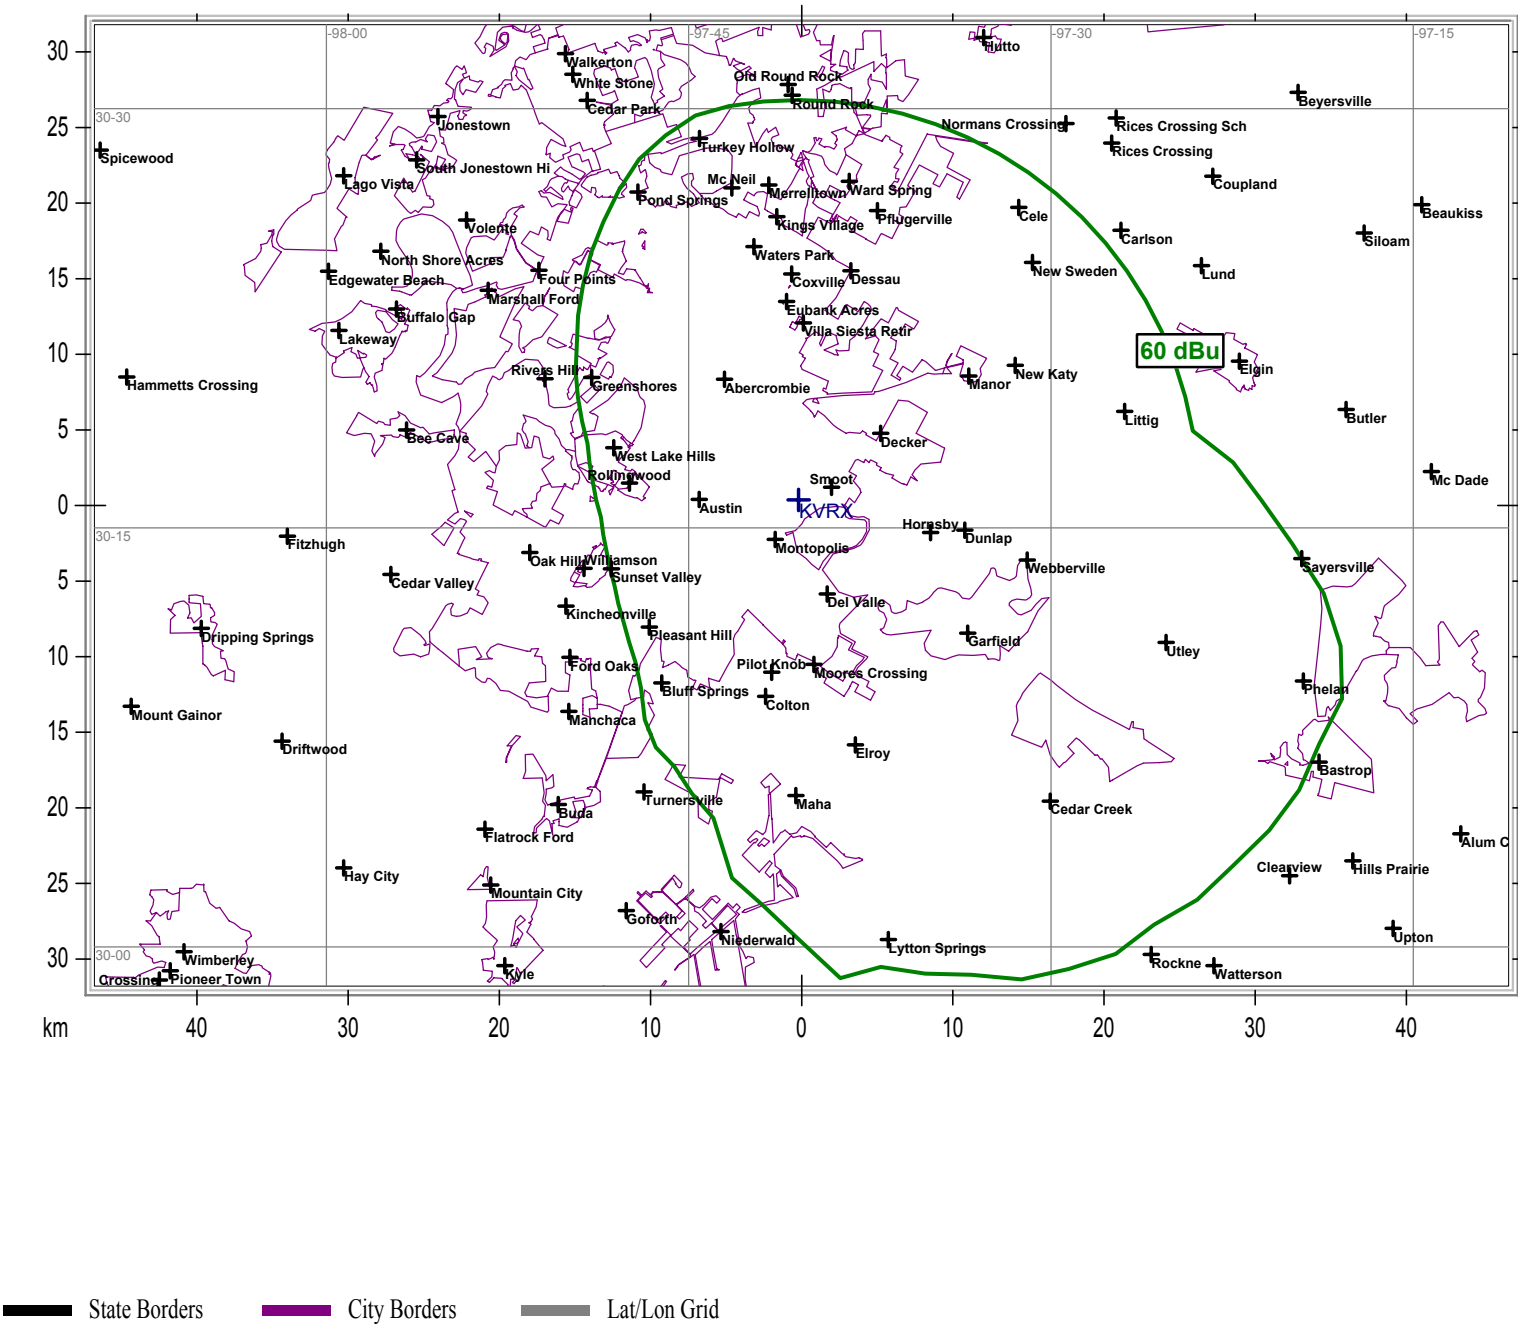 -98-00
-97-45
-97-30
-97-15
30
Walkerton
Hutto
White Stone
Old Round Rock
Cedar Park
Round Rock
Beyersville
30-30
25
Jonestown
Normans Crossing
Rices Crossing Sch
Spicewood
South Jonestown Hi
Turkey Hollow
Rices Crossing
Lago Vista
Mc Neil
Merrelltown
Ward Spring
Coupland
20
Pond Springs
Kings Village
Pflugerville
Cele
Beaukiss
Volente
Waters Park
Carlson
Siloam
North Shore Acres
15
Edgewater Beach
Four Points
Coxville
Dessau
New Sweden
Lund
Marshall Ford
Buffalo Gap
Eubank Acres
Lakeway
Villa Siesta Retir
10
60 dBu
Elgin
Hammetts Crossing
Rivers Hill
Greenshores
Abercrombie
Manor
New Katy
5
Bee Cave
Decker
Littig
Butler
West Lake Hills
Rollingwood
Smoot
Mc Dade
0
Austin
KVRX
30-15
Fitzhugh
Montopolis
Hornsby
Dunlap
Oak Hill
Williamson
Sunset Valley
Webberville
Sayersville
5
Cedar Valley
Kincheonville
Del Valle
Dripping Springs
Pleasant Hill
Garfield
Utley
10
Ford Oaks
Pilot Knob
Moores Crossing
Bluff Springs
Colton
Phelan
Mount Gainor
Manchaca
15
Driftwood
Elroy
Bastrop
20
Buda
Turnersville
Maha
Cedar Creek
Flatrock Ford
Alum C
Hay City
Clearview
Hills Prairie
25
Mountain City
Goforth
Niederwald
Lytton Springs
Upton
30-00
30
Wimberley
Kyle
Rockne
Watterson
Crossing
Pioneer Town
km
40
30
20
10
0
10
20
30
40
State Borders
City Borders
Lat/Lon Grid